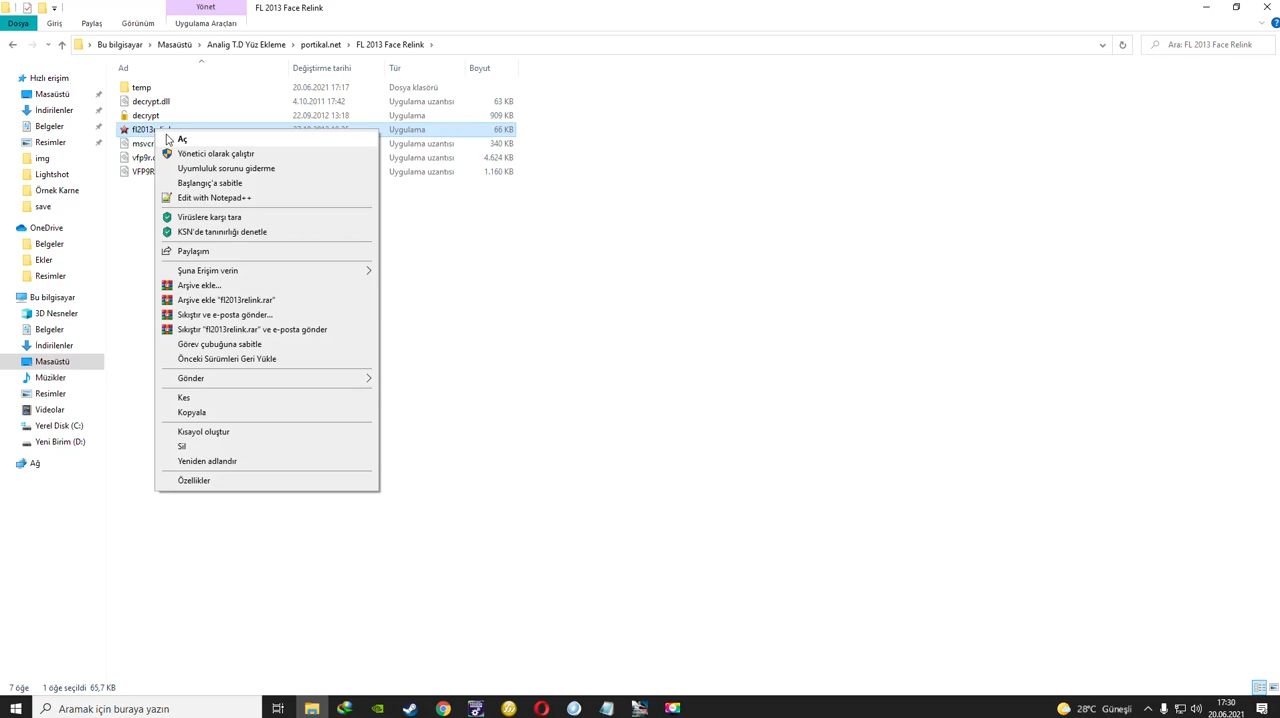 Yönet
FL 2013 Face Relink
Dosya Giriş Paylaş Görünüm Uygulama Araçları
Bu bilgisayar Masaüstü Analig T.D Yüz Ekleme portikal.net FL 2013 Face Relink
Ara: FL 2013 Face Relink
Ad Değiştirme tarihi Tür Boyut
Hızlı erişim
Masaüstü
İndirilenler
Belgeler
Resimler
img
Lightshot
Örnek Karne
save
OneDrive
Belgeler
Ekler
Resimler
Bu bilgisayar
3D Nesneler
Belgeler
İndirilenler
Masaüstü
Müzikler
Resimler
Videolar
Yerel Disk (C:)
Yeni Birim (D:)
Ağ
temp 20.06.2021 17:17 Dosya klasörü
decrypt.dll 4.10.2011 17:42 Uygulama uzantısı 63 KB
decrypt 22.09.2012 13:18 Uygulama 909 KB
Uygulama 66 KB
msvcr Uygulama uzantısı 340 KB
vfp9r. Uygulama uzantısı 4.624 KB
VFP9R Uygulama uzantısı 1.160 KB
Aç
Yönetici olarak çalıştır
Uyumluluk sorunu giderme
Başlangıç'a sabitle
Edit with Notepad++
Virüslere karşı tara
KSN'de tanınırlığı denetle
Paylaşım
Şuna Erişim verin
Arşive ekle...
Arşive ekle "fl2013relink.rar"
Sıkıştır ve e-posta gönder...
Sıkıştır "fl2013relink.rar" ve e-posta gönder
Görev çubuğuna sabitle
Önceki Sürümleri Geri Yükle
Gönder
Kes
Kopyala
Kısayol oluştur
Sil
Yeniden adlandır
Özellikler
7 öğe 1 öğe seçildi 65,7 KB
Aramak için buraya yazın
28°C Güneşli
17:30
20.06.2021